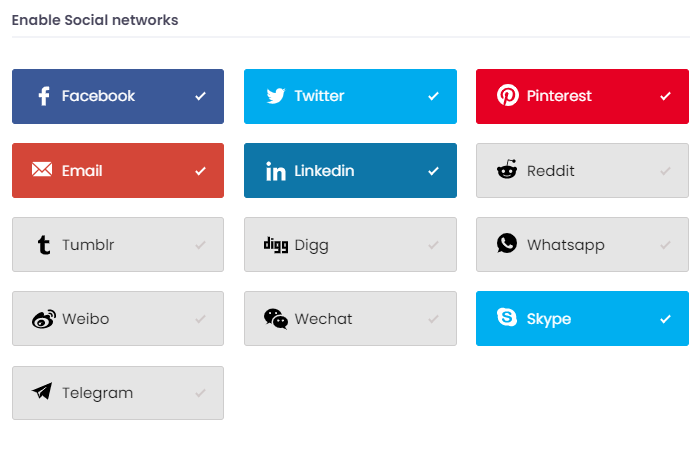 Enable Social networks
Facebook
Twitter
Pinterest
Email
Linkedin
Reddit
Tumblr
digg Digg
Whatsapp
Weibo
Wechat
Skype
Telegram